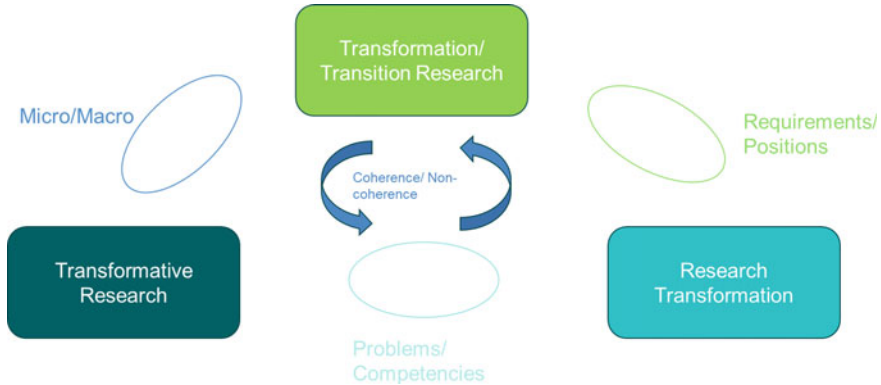 Transformation/
Transition Research
Micro/Macro
Requirements/
Positions
Coherence/ Non-
coherence
Transformative
Research
Research
Transformation
Problems/
Competencies